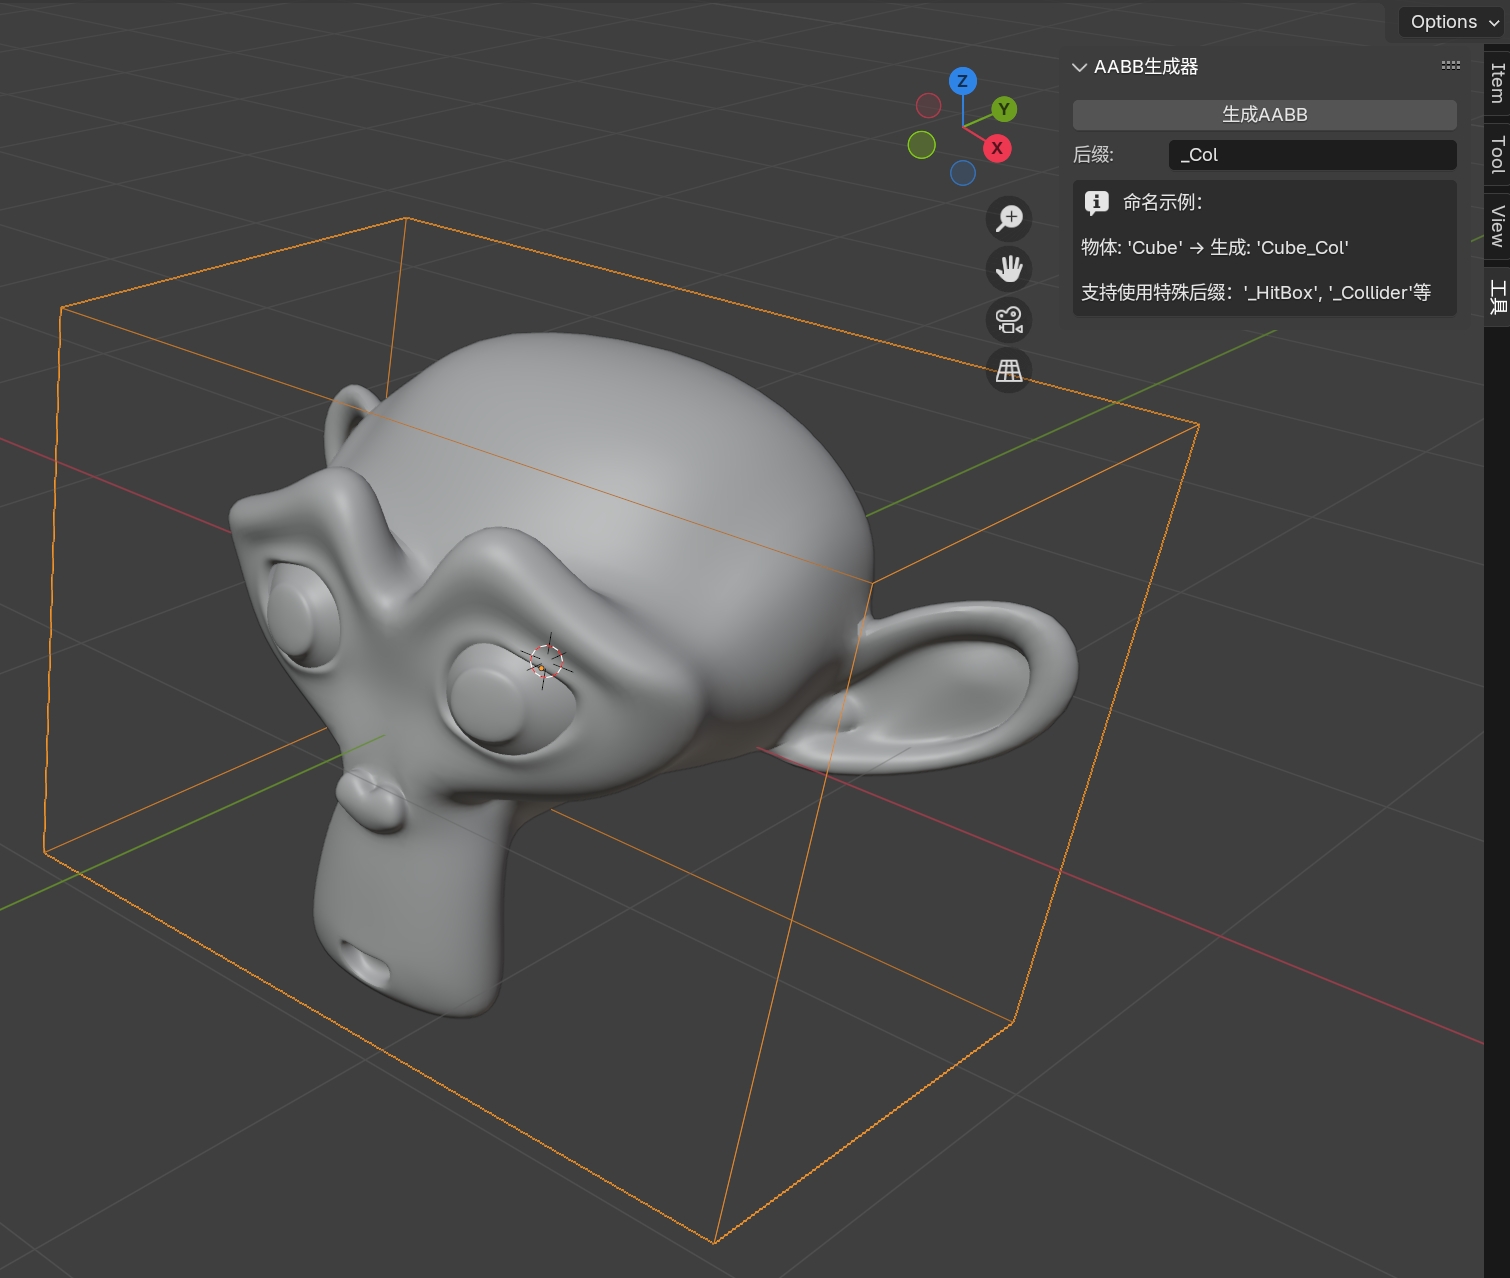 Options
AABB生成器
生成AABB
后缀:
_Col
命名示例:
物体: 'Cube' → 生成: 'Cube_Col'
支持使用特殊后缀: '_HitBox', '_Collider'等
Item
Tool
View
工具
Z
Y
X